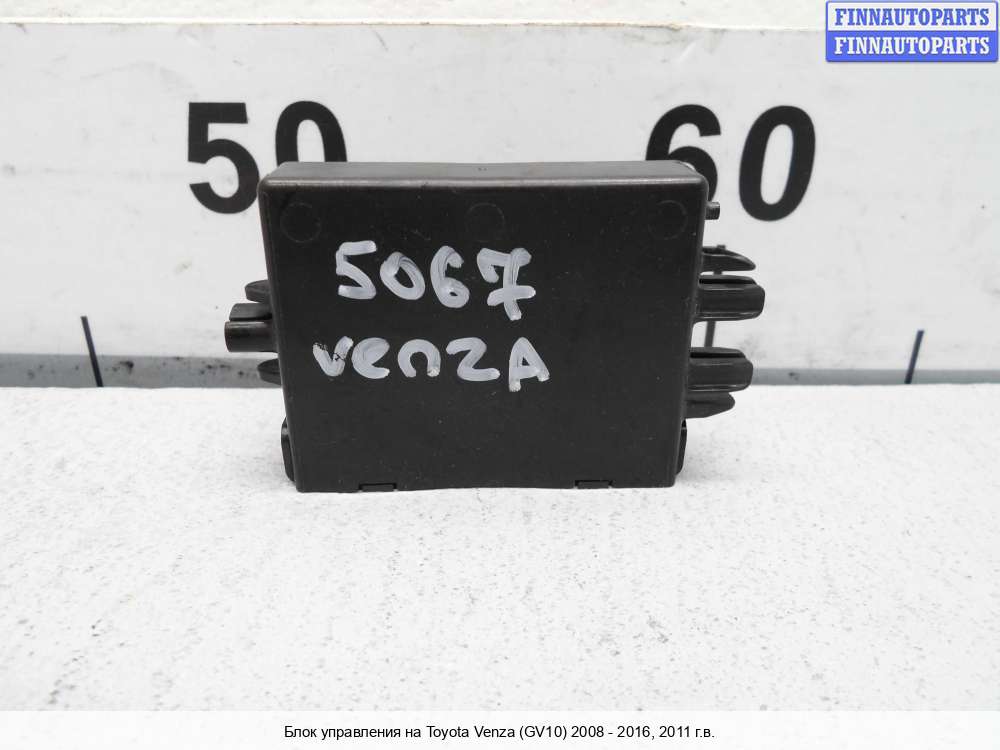 FINNAUTOPARTS
FINNAUTOPARTS
50 60
5067
venzA
Блок управления на Toyota Venza (GV10) 2008 - 2016, 2011 г.в.